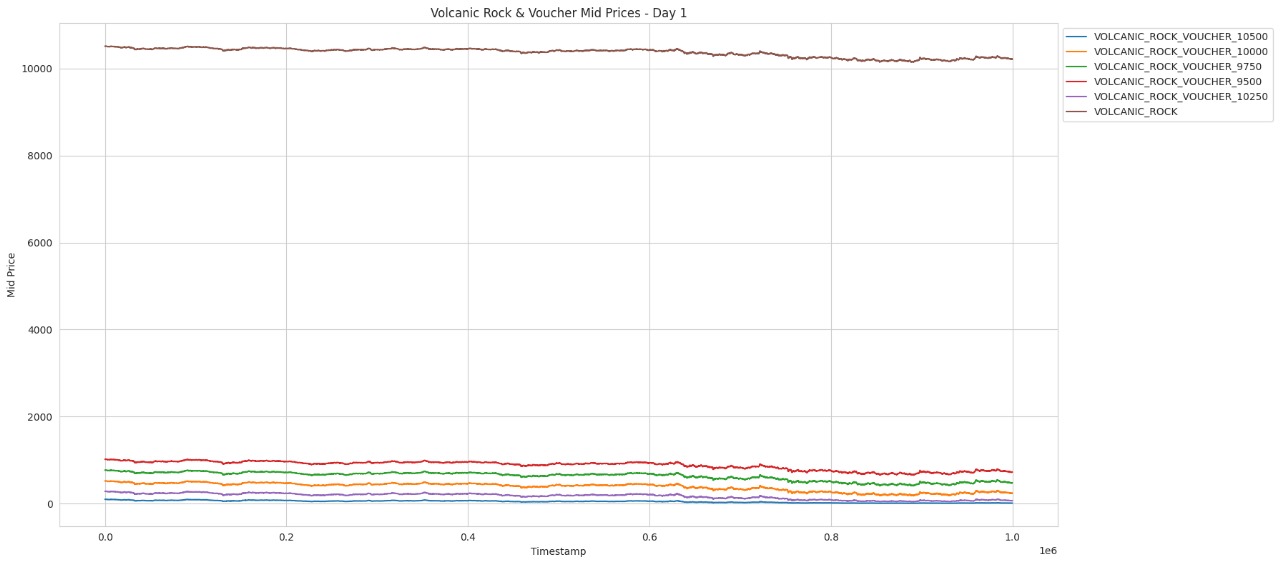 Volcanic Rock & Voucher Mid Prices - Day 1
VOLCANIC_ROCK_VOUCHER_10500
VOLCANIC_ROCK_VOUCHER_10000
VOLCANIC_ROCK_VOUCHER_9750
VOLCANIC_ROCK_VOUCHER_9500
VOLCANIC_ROCK_VOUCHER_10250
VOLCANIC_ROCK
Mid Price
10000
8000
6000
4000
2000
0
0.0
0.2
0.4
0.6
0.8
1.0
1e6
Timestamp